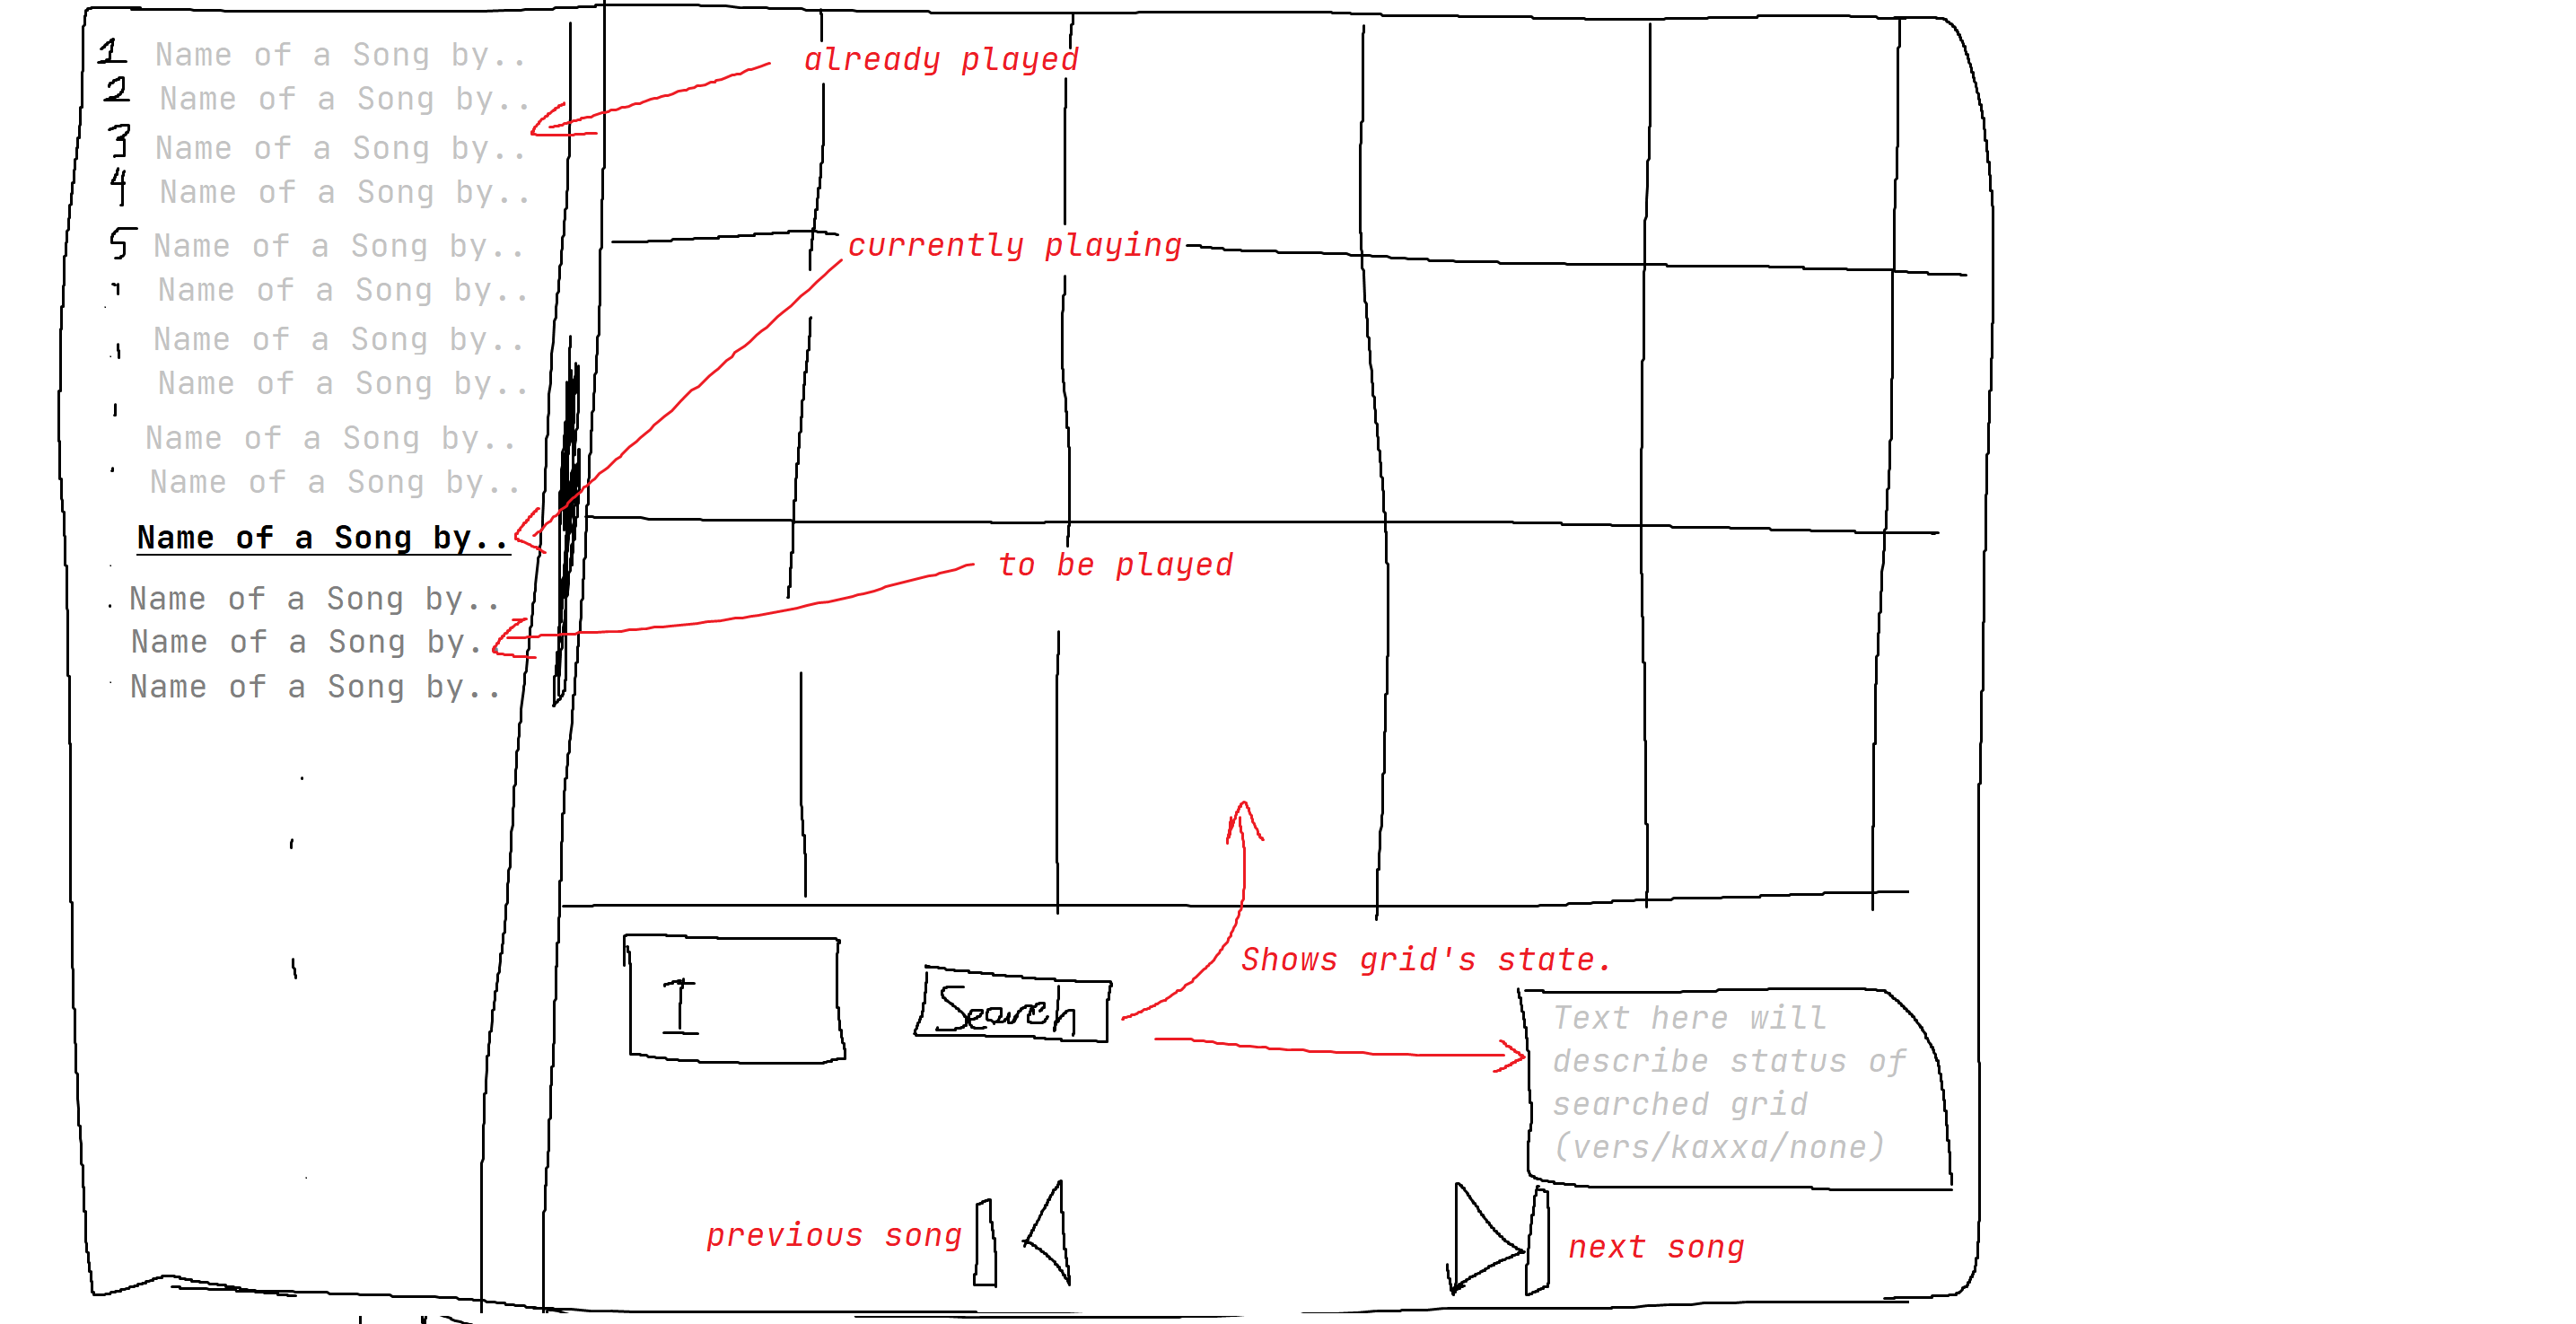 1 Name of a Song by..
2 Name of a Song by..
3 Name of a Song by..
4 Name of a Song by..
5 Name of a Song by..
Name of a Song by..
Name of a Song by..
Name of a Song by..
Name of a Song by..
Name of a Song by..
Name of a Song by..
Name of a Song by..
Name of a Song by.
Name of a Song by..
already played
currently playing
to be played
I
Search
Shows grid's state.
Text here will
describe status of
searched grid
(vers/kaxxa/none)
previous song
next song